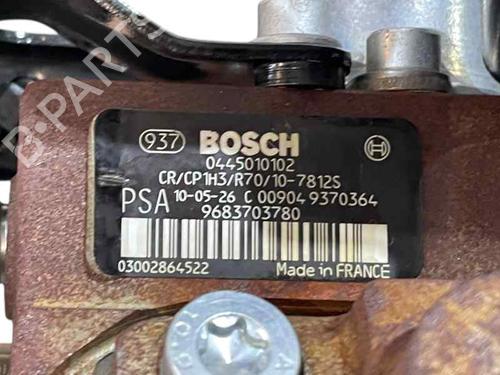 937 BOSCH
0445010102
CR/CP1H3/R70/10-7812S
PSA 10-05-26 C 00904 9370364
9683703780
03002864522 Made in FRANCE
B-PARTS